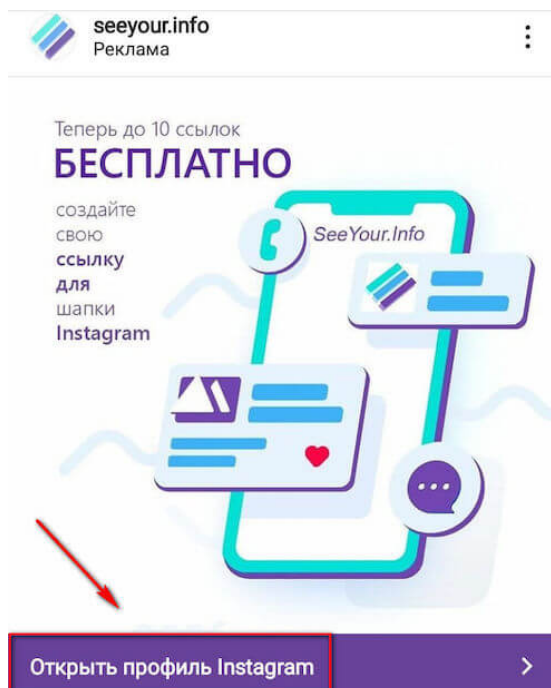 seeyour.info
Реклама
Теперь до 10 ссылок
БЕСПЛАТНО
создайте
свою
ссылку
для
шапки
Instagram
SeeYour.Info
Открыть профиль Instagram